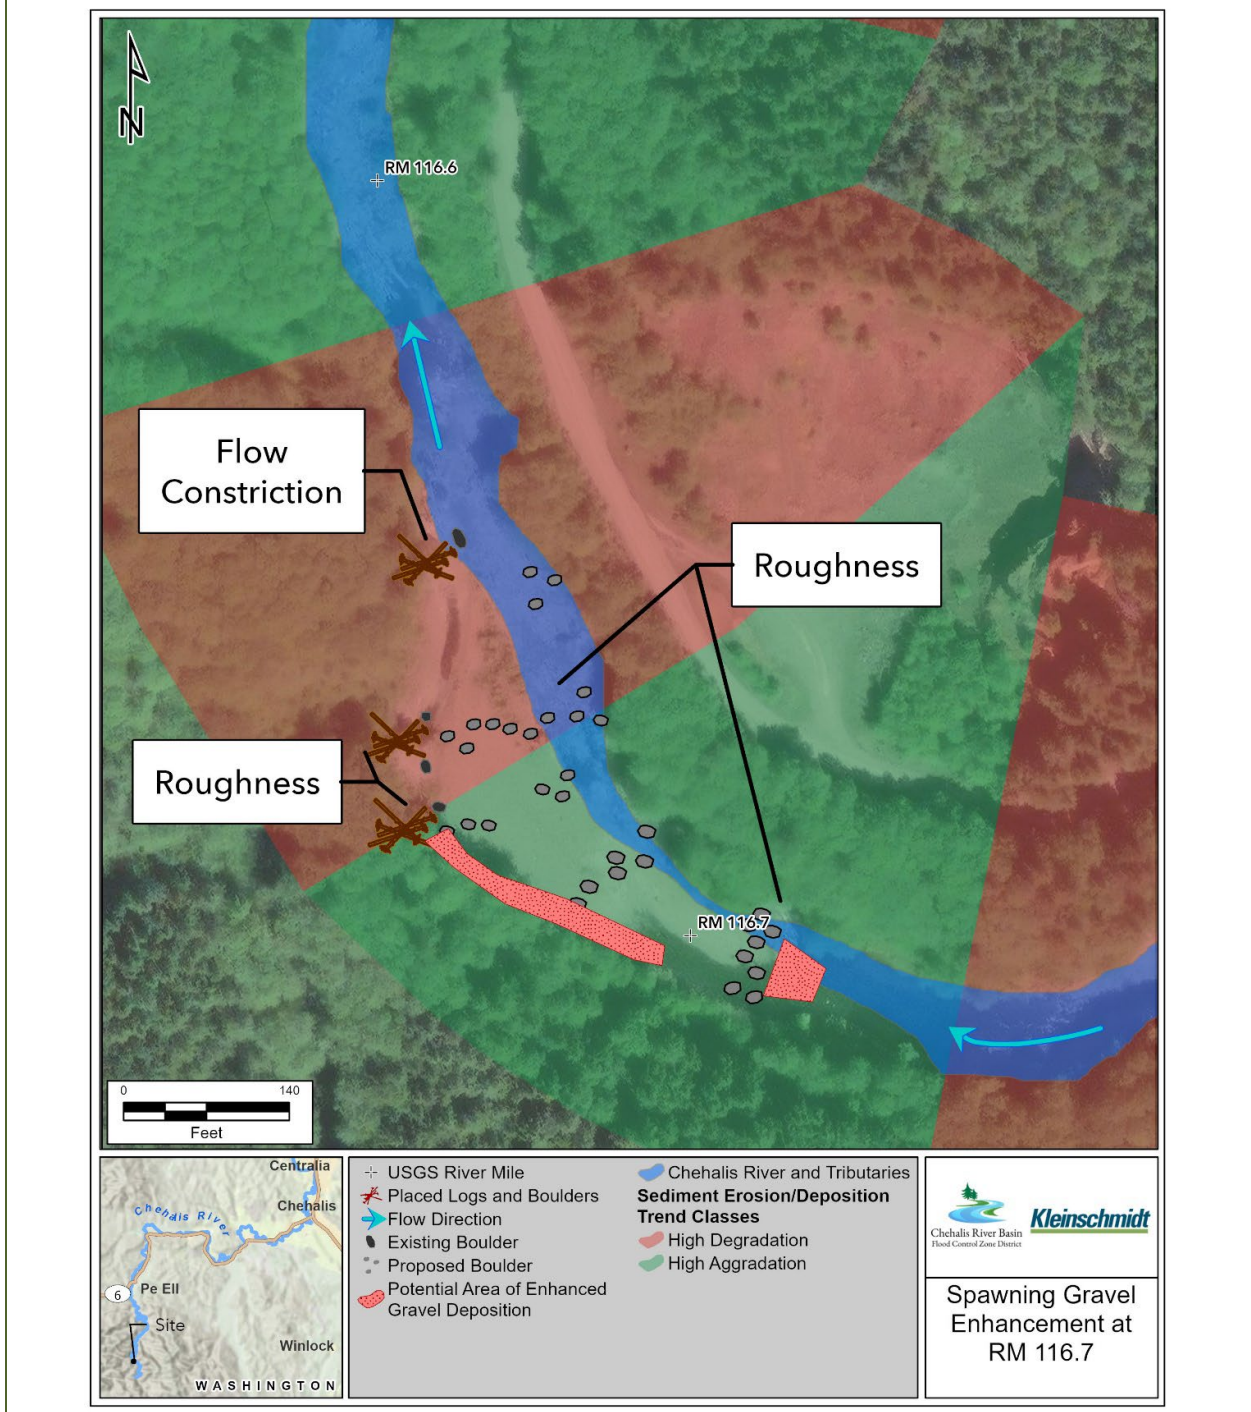 N
RM 116.6
Flow
Constriction
Roughness
Roughness
RM 116.7
0 140
Feet
Centralia
Chehalis
Chehalis River
6
Pe Ell
Site
Winlock
WASHINGTON
USGS River Mile
Placed Logs and Boulders
Flow Direction
Existing Boulder
Proposed Boulder
Potential Area of Enhanced
Gravel Deposition
Chehalis River and Tributaries
Sediment Erosion/Deposition
Trend Classes
High Degradation
High Aggradation
Chehalis River Basin
Flood Control Zone District
Kleinschmidt
Spawning Gravel
Enhancement at
RM 116.7